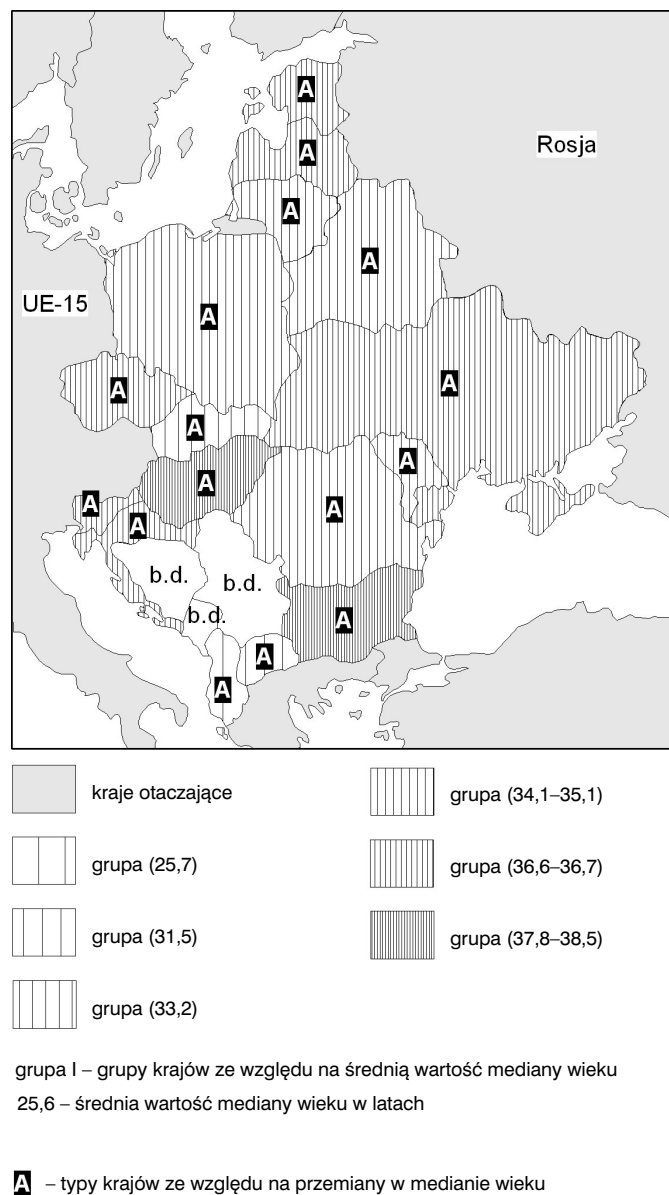 A
A
Rosja
A
A
UE-15
A
A
A
A
A
A
A
A
A
b.d.
b.d.
b.d.
A
A
A
kraje otaczające
grupa (34,1–35,1)
grupa (25,7)
grupa (36,6–36,7)
grupa (31,5)
grupa (37,8–38,5)
grupa (33,2)
grupa I – grupy krajów ze względu na średnią wartość mediany wieku
25,6 – średnia wartość mediany wieku w latach
A – typy krajów ze względu na przemiany w medianie wieku